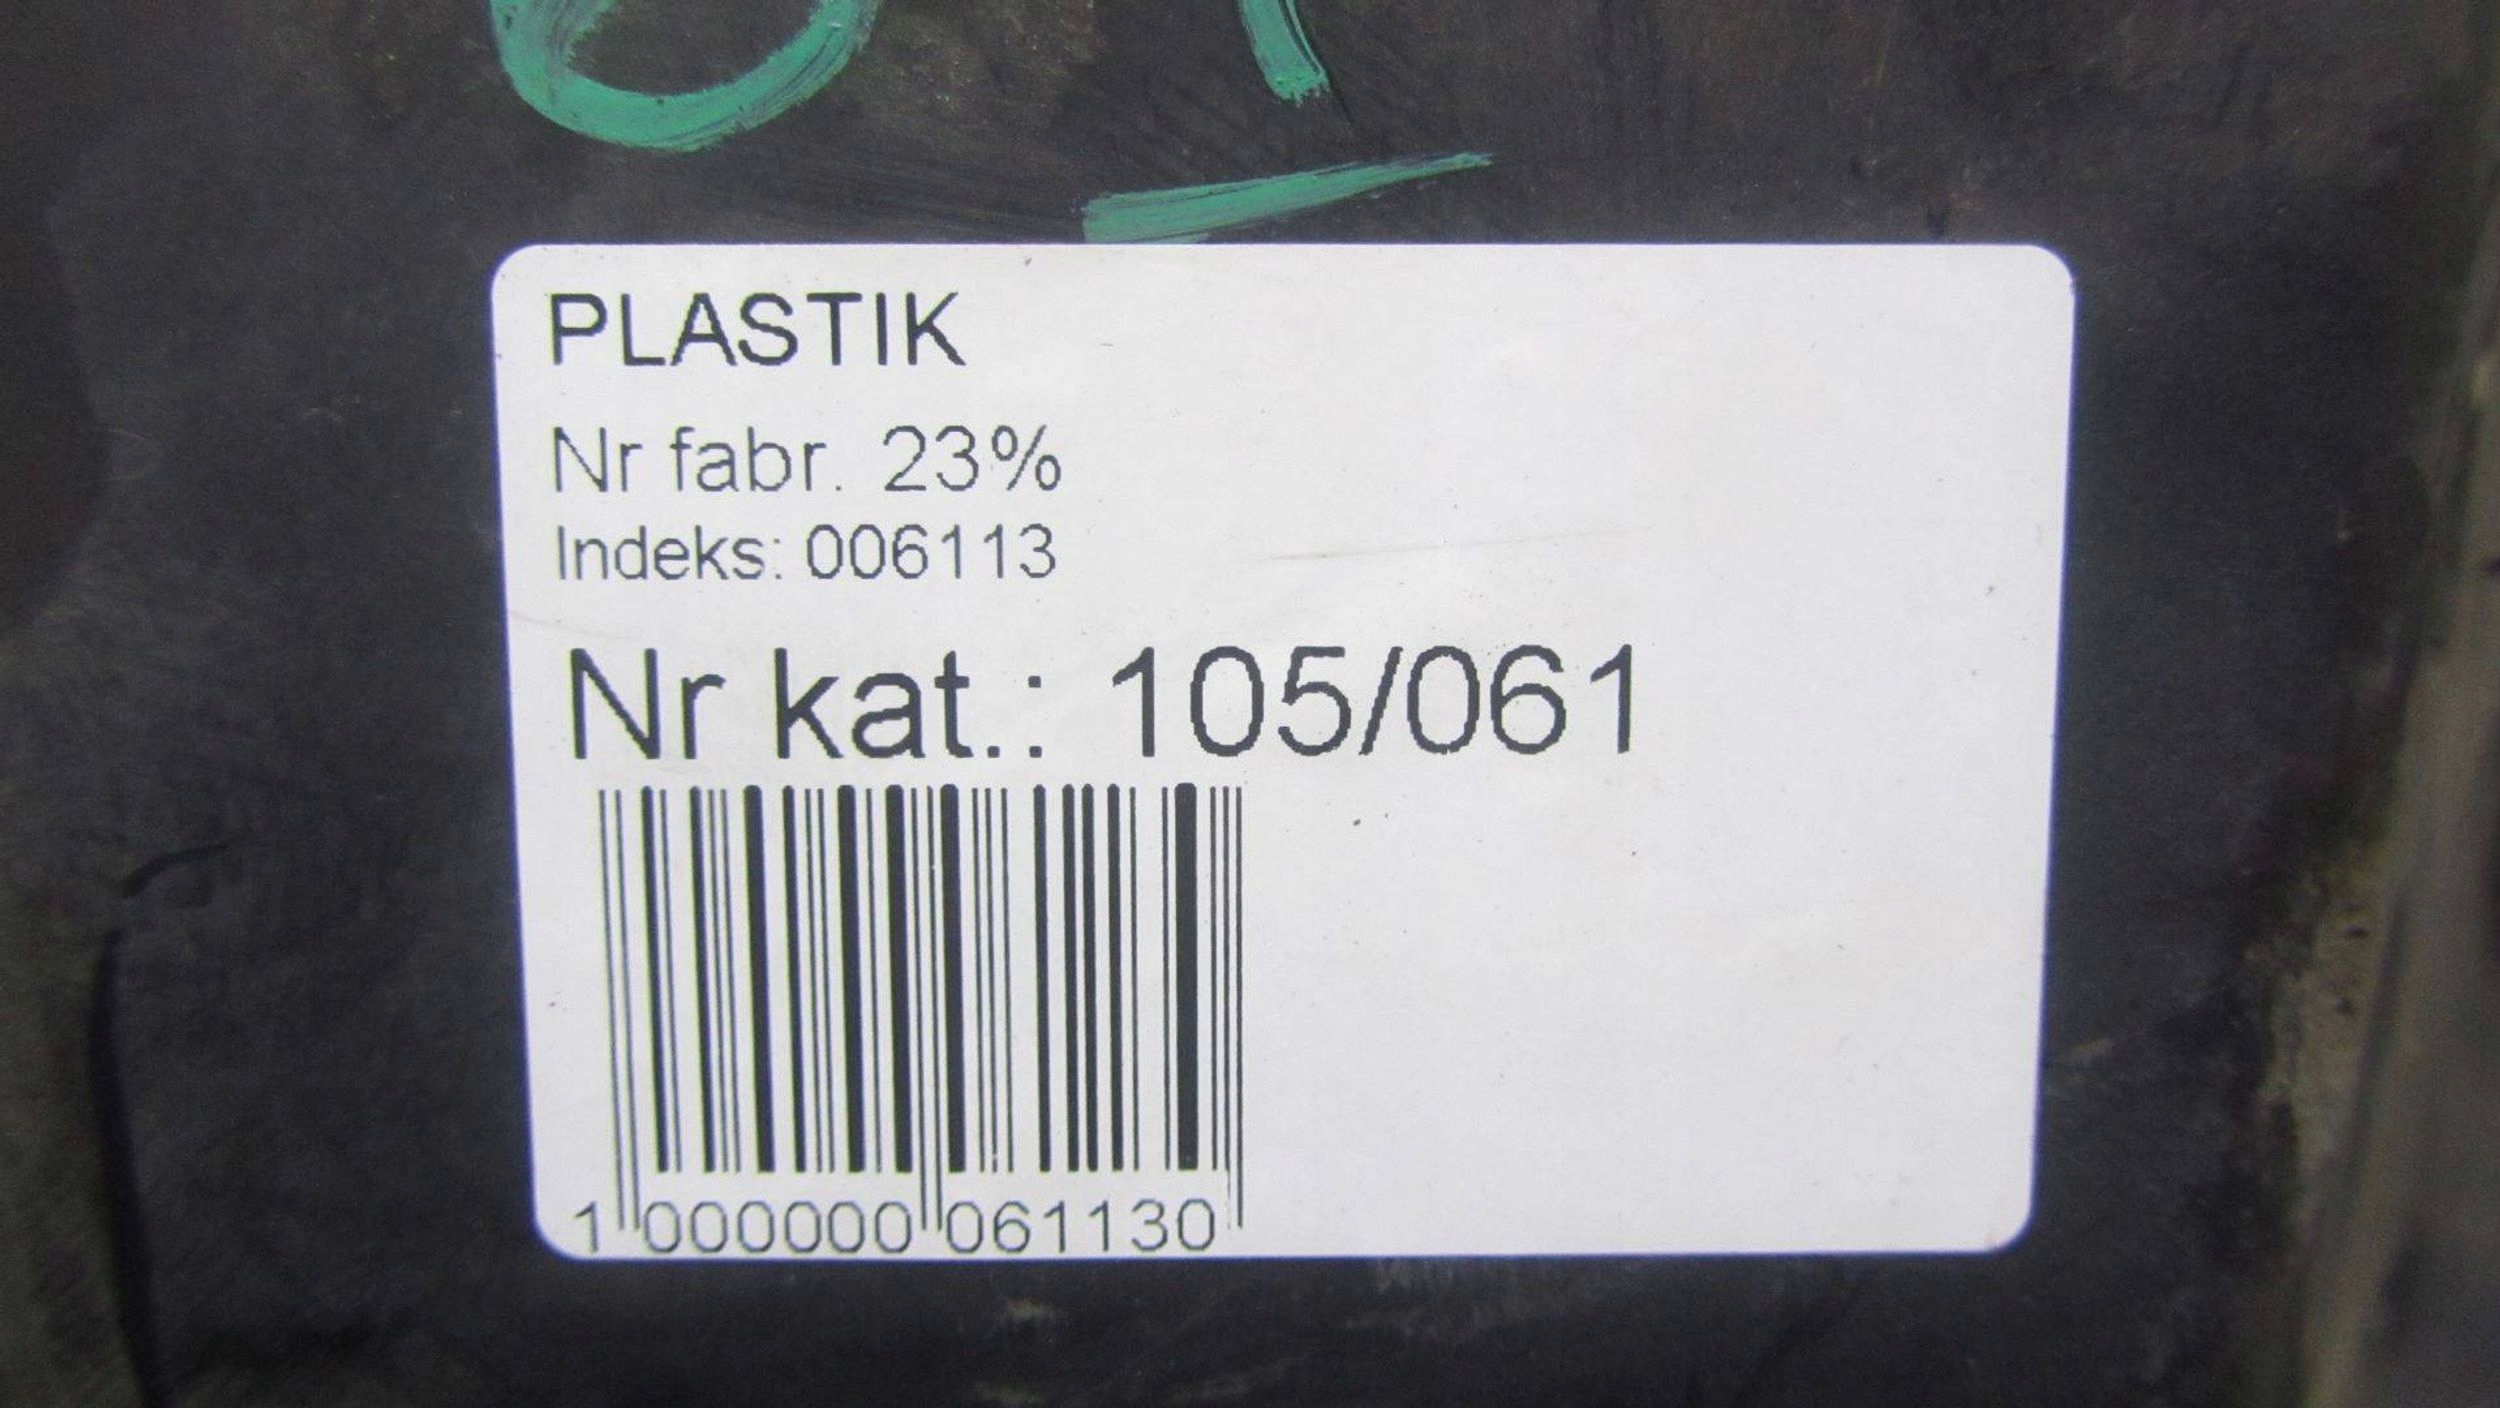 PLASTIK
Nr fabr. 23%
Indeks: 006113
Nr kat.: 105/061
1 000000 061130